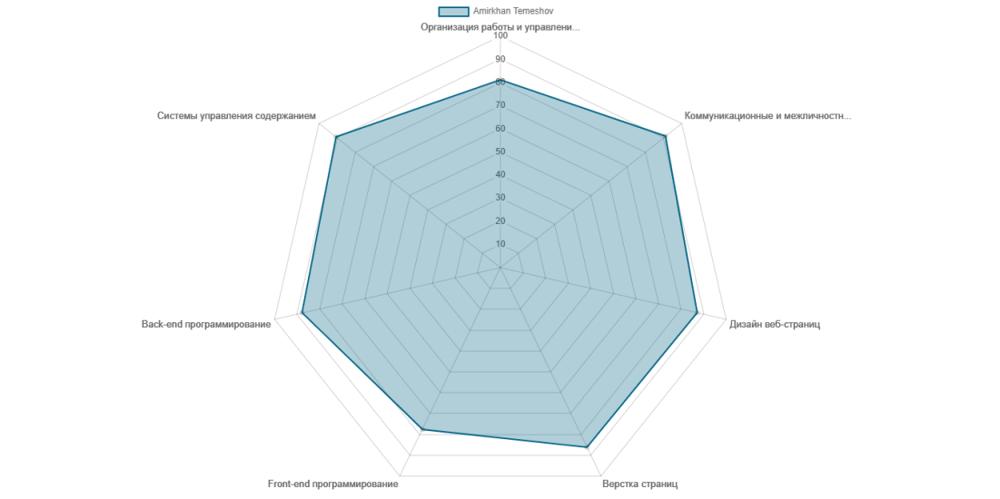 Amirkhan Temeshov
Организация работы и управлени...
100
90
80
70
60
50
40
30
20
10
Системы управления содержанием
Коммуникационные и межличностн...
Back-end программирование
Дизайн веб-страниц
Front-end программирование
Верстка страниц